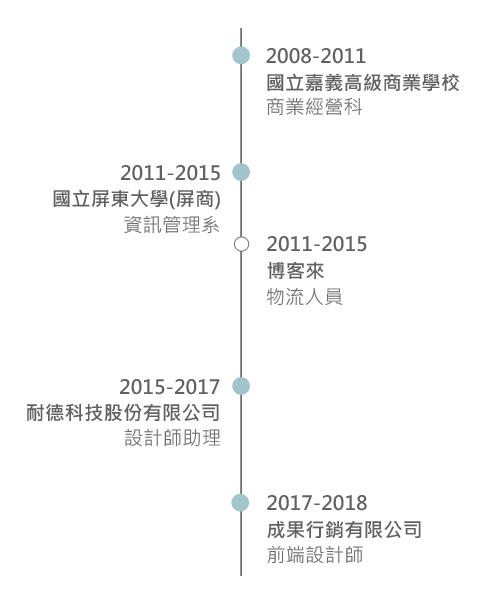 2008-2011
國立嘉義高級商業學校
商業經營科
2011-2015
國立屏東大學(屏商)
資訊管理系
2011-2015
博客來
物流人員
2015-2017
耐德科技股份有限公司
設計師助理
2017-2018
成果行銷有限公司
前端設計師